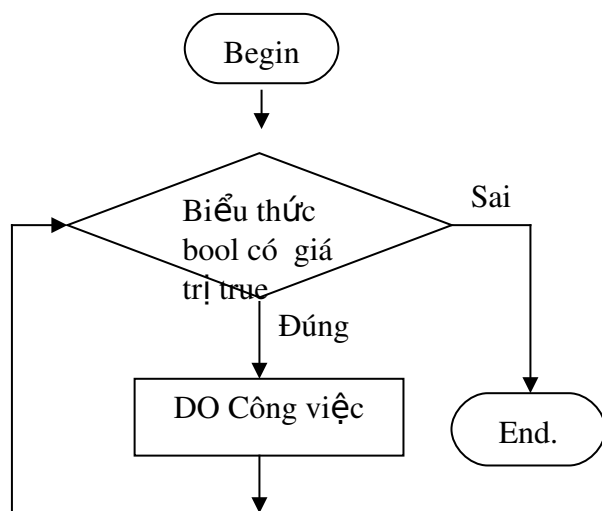 Begin
Biểu thức
bool có giá
trị true
Sai
Đúng
DO Công việc
End.